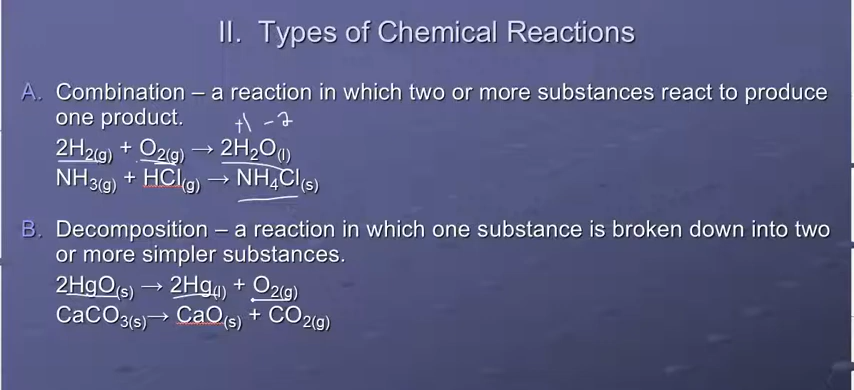 II. Types of Chemical Reactions
A. Combination – a reaction in which two or more substances react to produce
one product.
+1 -2
2H₂(g) + O₂(g) → 2H₂O(l)
NH₃(g) + HCl(g) → NH₄Cl(s)
B. Decomposition – a reaction in which one substance is broken down into two
or more simpler substances.
2HgO(s) → 2Hg(l) + O₂(g)
CaCO₃(s)→ CaO(s) + CO₂(g)